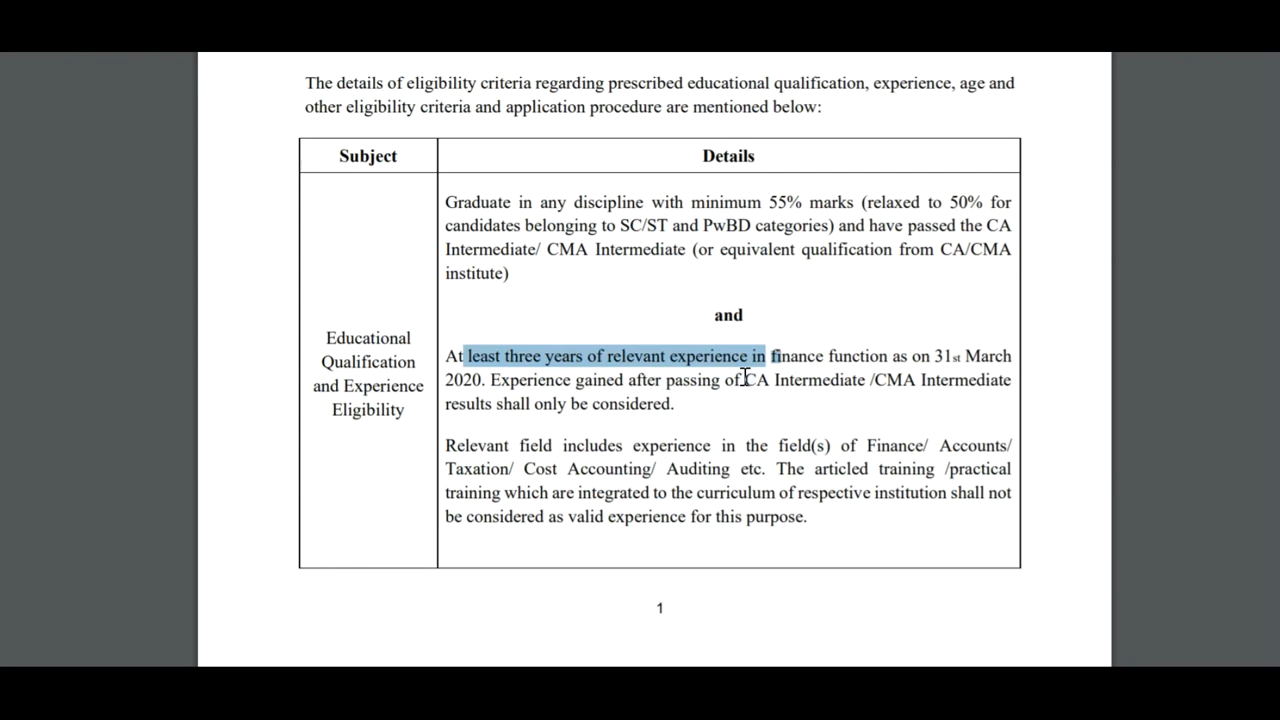 The details of eligibility criteria regarding prescribed educational qualification, experience, age and
other eligibility criteria and application procedure are mentioned below:
Subject
Details
Educational
Qualification
and Experience
Eligibility
Graduate in any discipline with minimum 55% marks (relaxed to 50% for
candidates belonging to SC/ST and PwBD categories) and have passed the CA
Intermediate/ CMA Intermediate (or equivalent qualification from CA/CMA
institute)
and
At least three years of relevant experience in finance function as on 31st March
2020. Experience gained after passing of CA Intermediate /CMA Intermediate
results shall only be considered.
Relevant field includes experience in the field(s) of Finance/ Accounts/
Taxation/ Cost Accounting/ Auditing etc. The articled training /practical
training which are integrated to the curriculum of respective institution shall not
be considered as valid experience for this purpose.
1